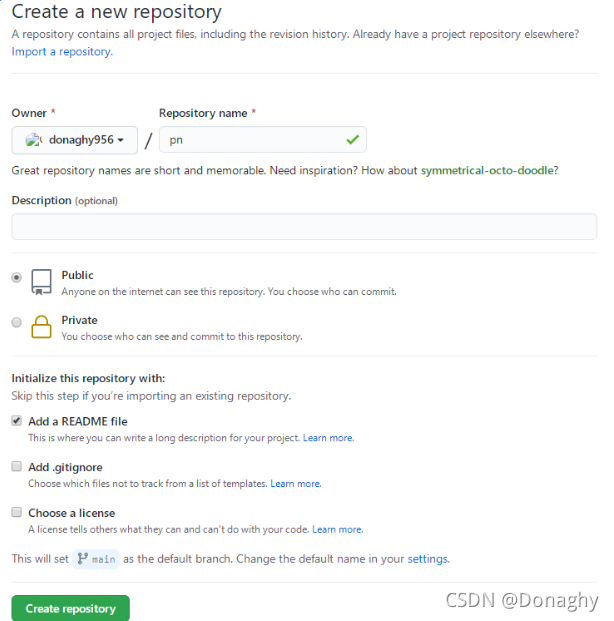 Create a new repository
A repository contains all project files, including the revision history. Already have a project repository elsewhere?
Import a repository.
Owner * Repository name *
donaghy956 / pn
Great repository names are short and memorable. Need inspiration? How about symmetrical-octo-doodle?
Description (optional)
Public
Anyone on the internet can see this repository. You choose who can commit.
Private
You choose who can see and commit to this repository.
Initialize this repository with:
Skip this step if you're importing an existing repository.
Add a README file
This is where you can write a long description for your project. Learn more.
Add .gitignore
Choose which files not to track from a list of templates. Learn more.
Choose a license
A license tells others what they can and can't do with your code. Learn more.
This will set main as the default branch. Change the default name in your settings.
Create repository
CSDN @Donaghy